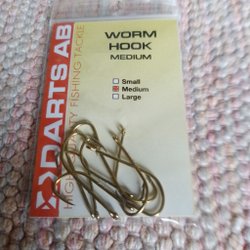 WORM
HOOK
MEDIUM
Small
Medium
Large
DARTS AB
FISHING TACKLE